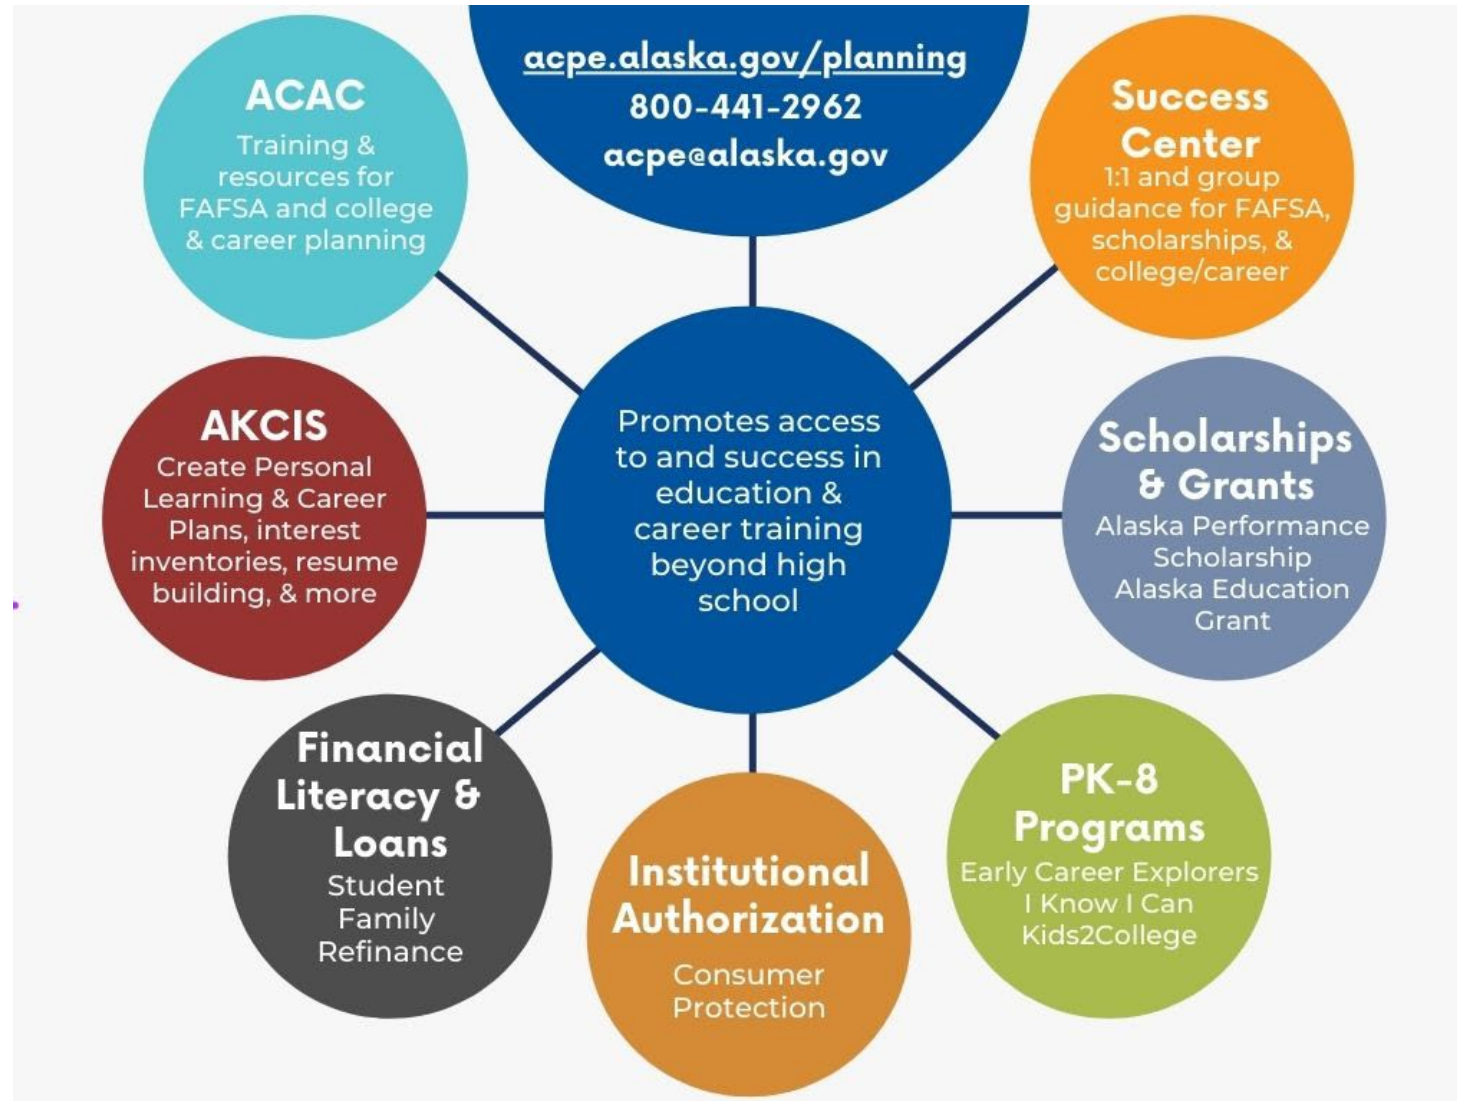 acpe.alaska.gov/planning
800-441-2962
acpe@alaska.gov
ACAC
Training &
resources for
FAFSA and college
& career planning
Success
Center
1:1 and group
guidance for FAFSA,
scholarships, &
college/career
AKCIS
Create Personal
Learning & Career
Plans, interest
inventories, resume
building, & more
Promotes access
to and success in
education &
career training
beyond high
school
Scholarships
& Grants
Alaska Performance
Scholarship
Alaska Education
Grant
Financial
Literacy &
Loans
Student
Family
Refinance
Institutional
Authorization
Consumer
Protection
PK-8
Programs
Early Career Explorers
I Know I Can
Kids2College